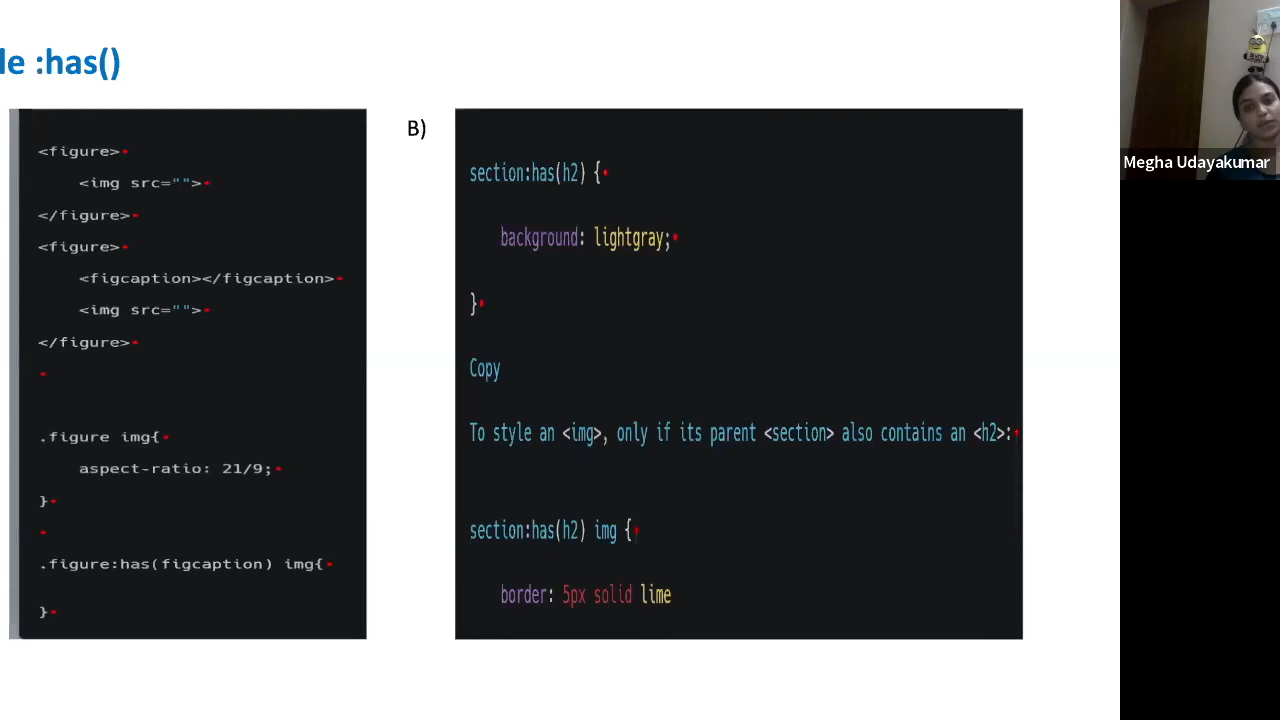 le :has()
<figure>
<img src="">
</figure>
<figure>
<figcaption></figcaption>
<img src="">
</figure>
.figure img{
aspect-ratio: 21/9;
}
.figure:has(figcaption) img{
}
B)
section:has(h2) {
background: lightgray;
}
Copy
To style an <img>, only if its parent <section> also contains an <h2>:
section:has(h2) img {
border: 5px solid lime
Megha Udayakumar